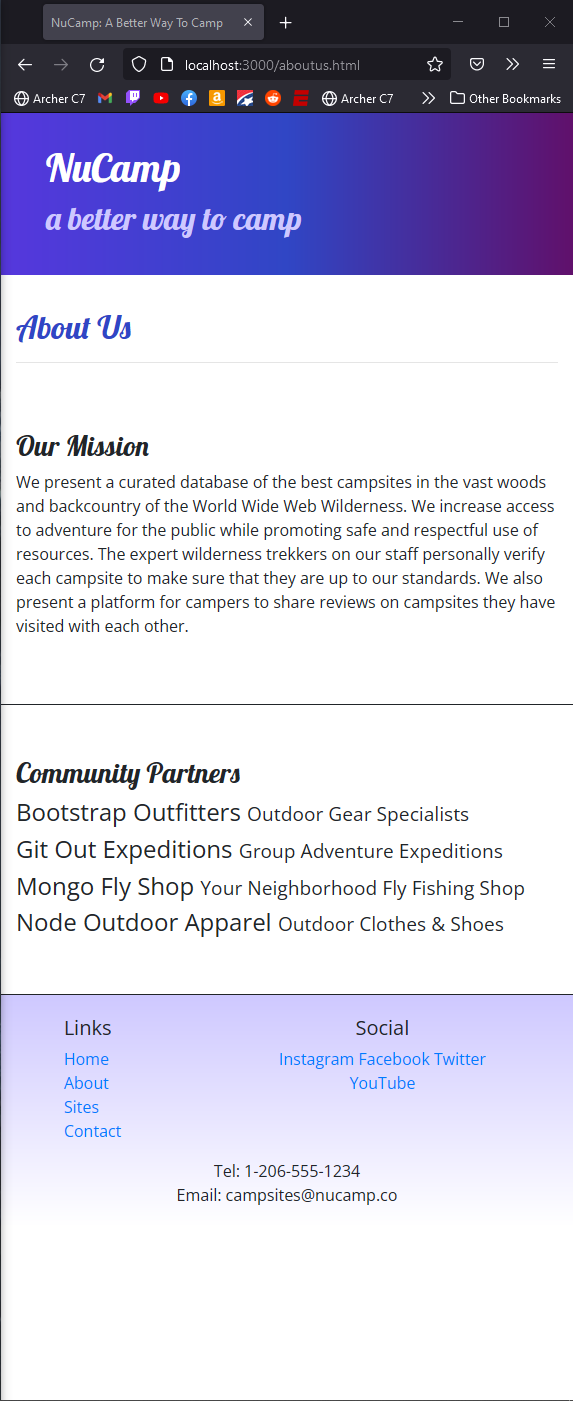 NuCamp: A Better Way To Camp
localhost:3000/aboutus.html
Archer C7 Archer C7 Other Bookmarks
NuCamp
a better way to camp
About Us
Our Mission
We present a curated database of the best campsites in the vast woods
and backcountry of the World Wide Web Wilderness. We increase access
to adventure for the public while promoting safe and respectful use of
resources. The expert wilderness trekkers on our staff personally verify
each campsite to make sure that they are up to our standards. We also
present a platform for campers to share reviews on campsites they have
visited with each other.
Community Partners
Bootstrap Outfitters Outdoor Gear Specialists
Git Out Expeditions Group Adventure Expeditions
Mongo Fly Shop Your Neighborhood Fly Fishing Shop
Node Outdoor Apparel Outdoor Clothes & Shoes
Links
Home
About
Sites
Contact
Social
Instagram Facebook Twitter
YouTube
Tel: 1-206-555-1234
Email: campsites@nucamp.co